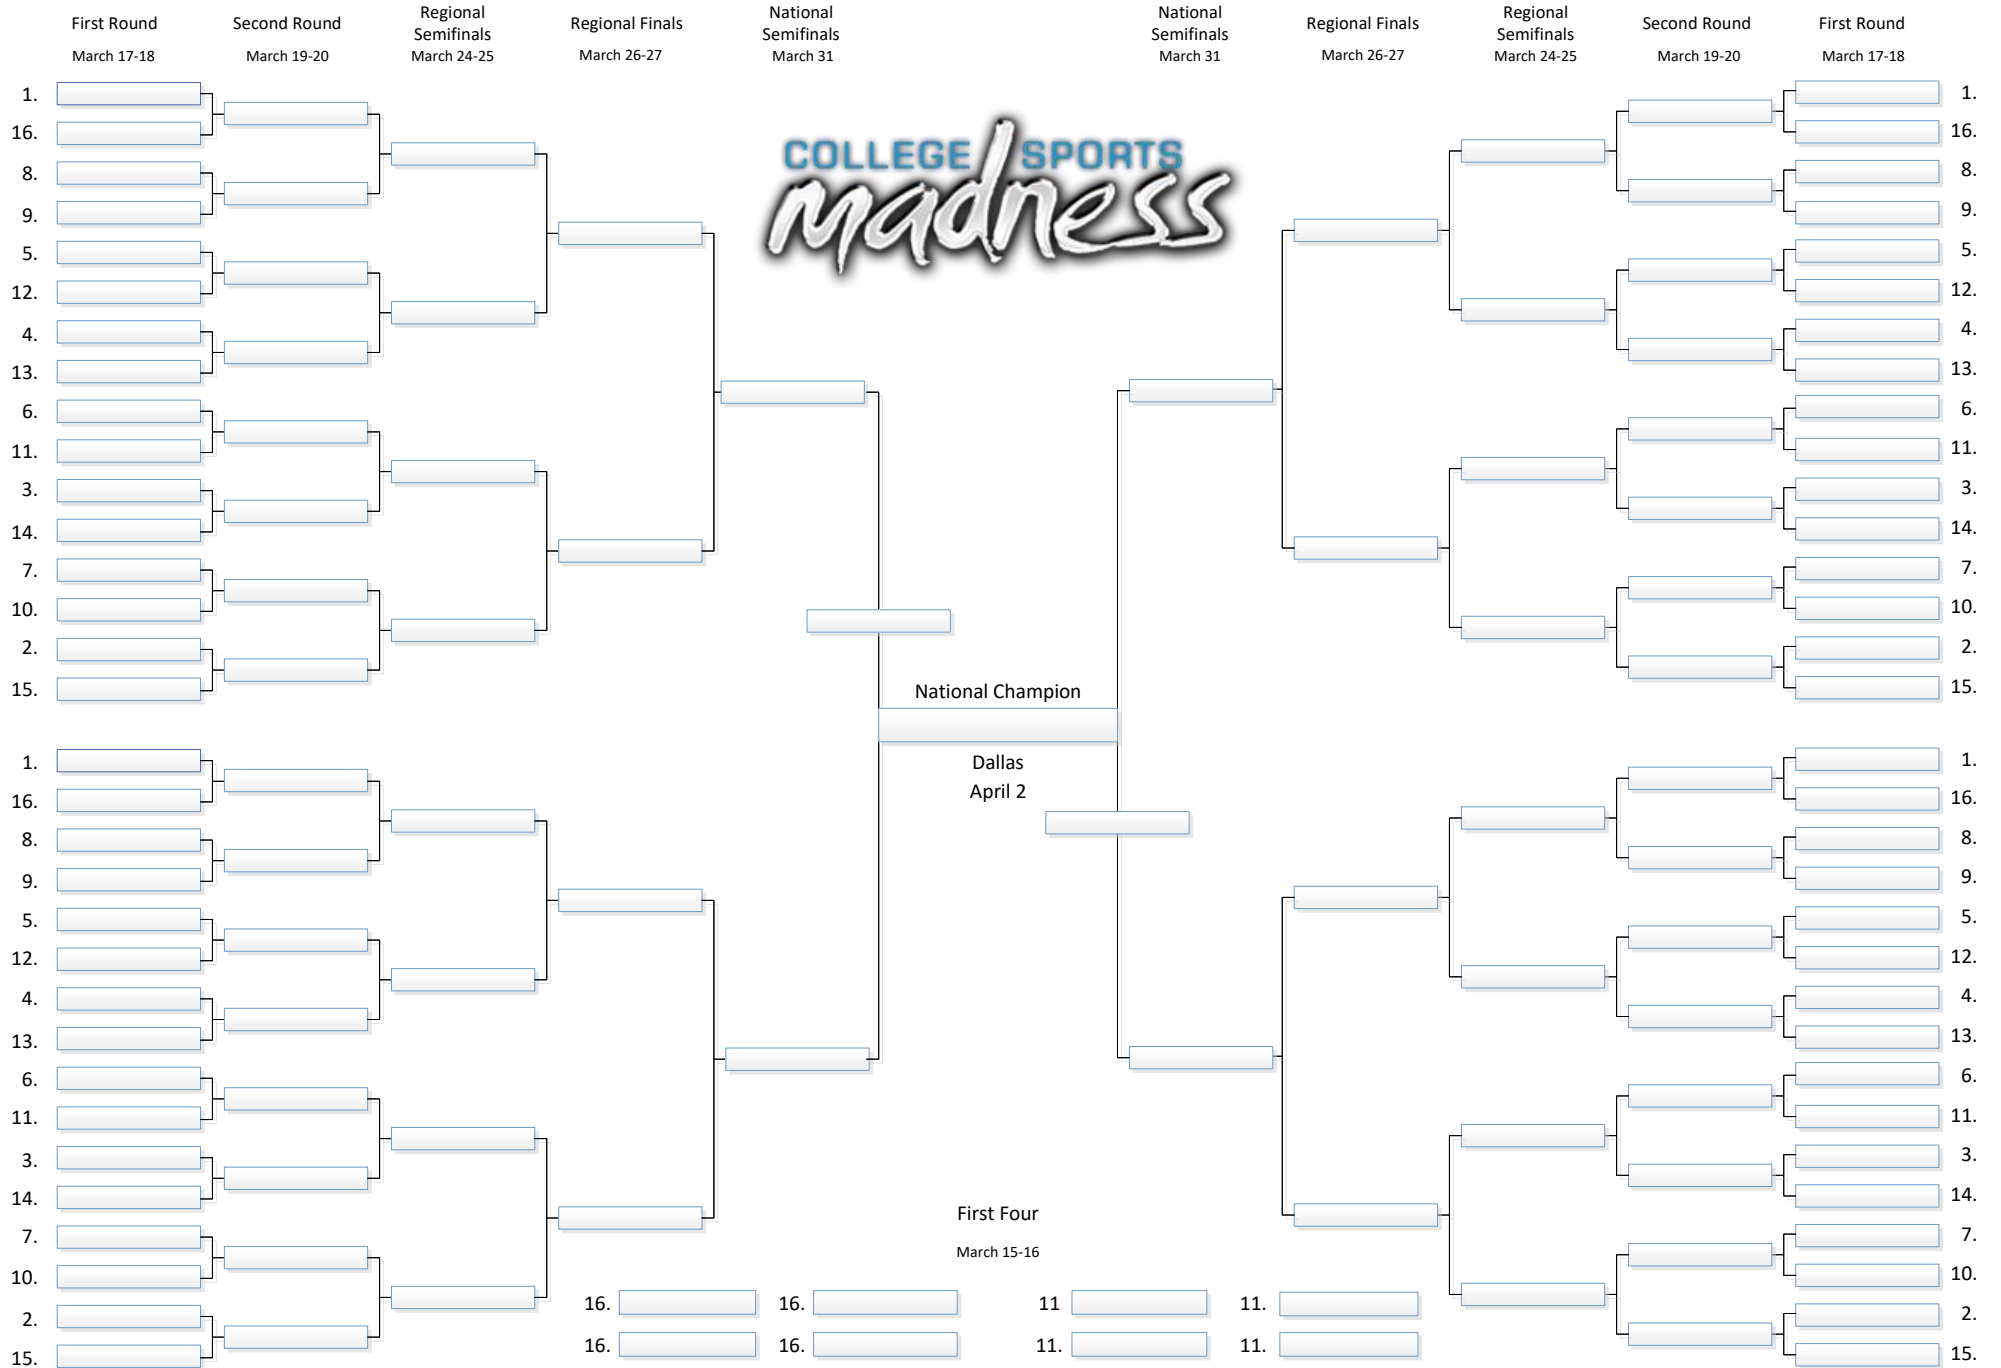 First Round
March 17-18
Second Round
March 19-20
Regional
Semifinals
March 24-25
Regional Finals
March 26-27
National
Semifinals
March 31
National
Semifinals
March 31
Regional Finals
March 26-27
Regional
Semifinals
March 24-25
Second Round
March 19-20
First Round
March 17-18
COLLEGE SPORTS
madness
1.
16.
8.
9.
5.
12.
4.
13.
6.
11.
3.
14.
7.
10.
2.
15.
1.
16.
8.
9.
5.
12.
4.
13.
6.
11.
3.
14.
7.
10.
2.
15.
National Champion
Dallas
April 2
1.
16.
8.
9.
5.
12.
4.
13.
6.
11.
3.
14.
7.
10.
2.
15.
1.
16.
8.
9.
5.
12.
4.
13.
6.
11.
3.
14.
7.
10.
2.
15.
First Four
March 15-16
16. 16. 11 11.
16. 16. 11. 11.